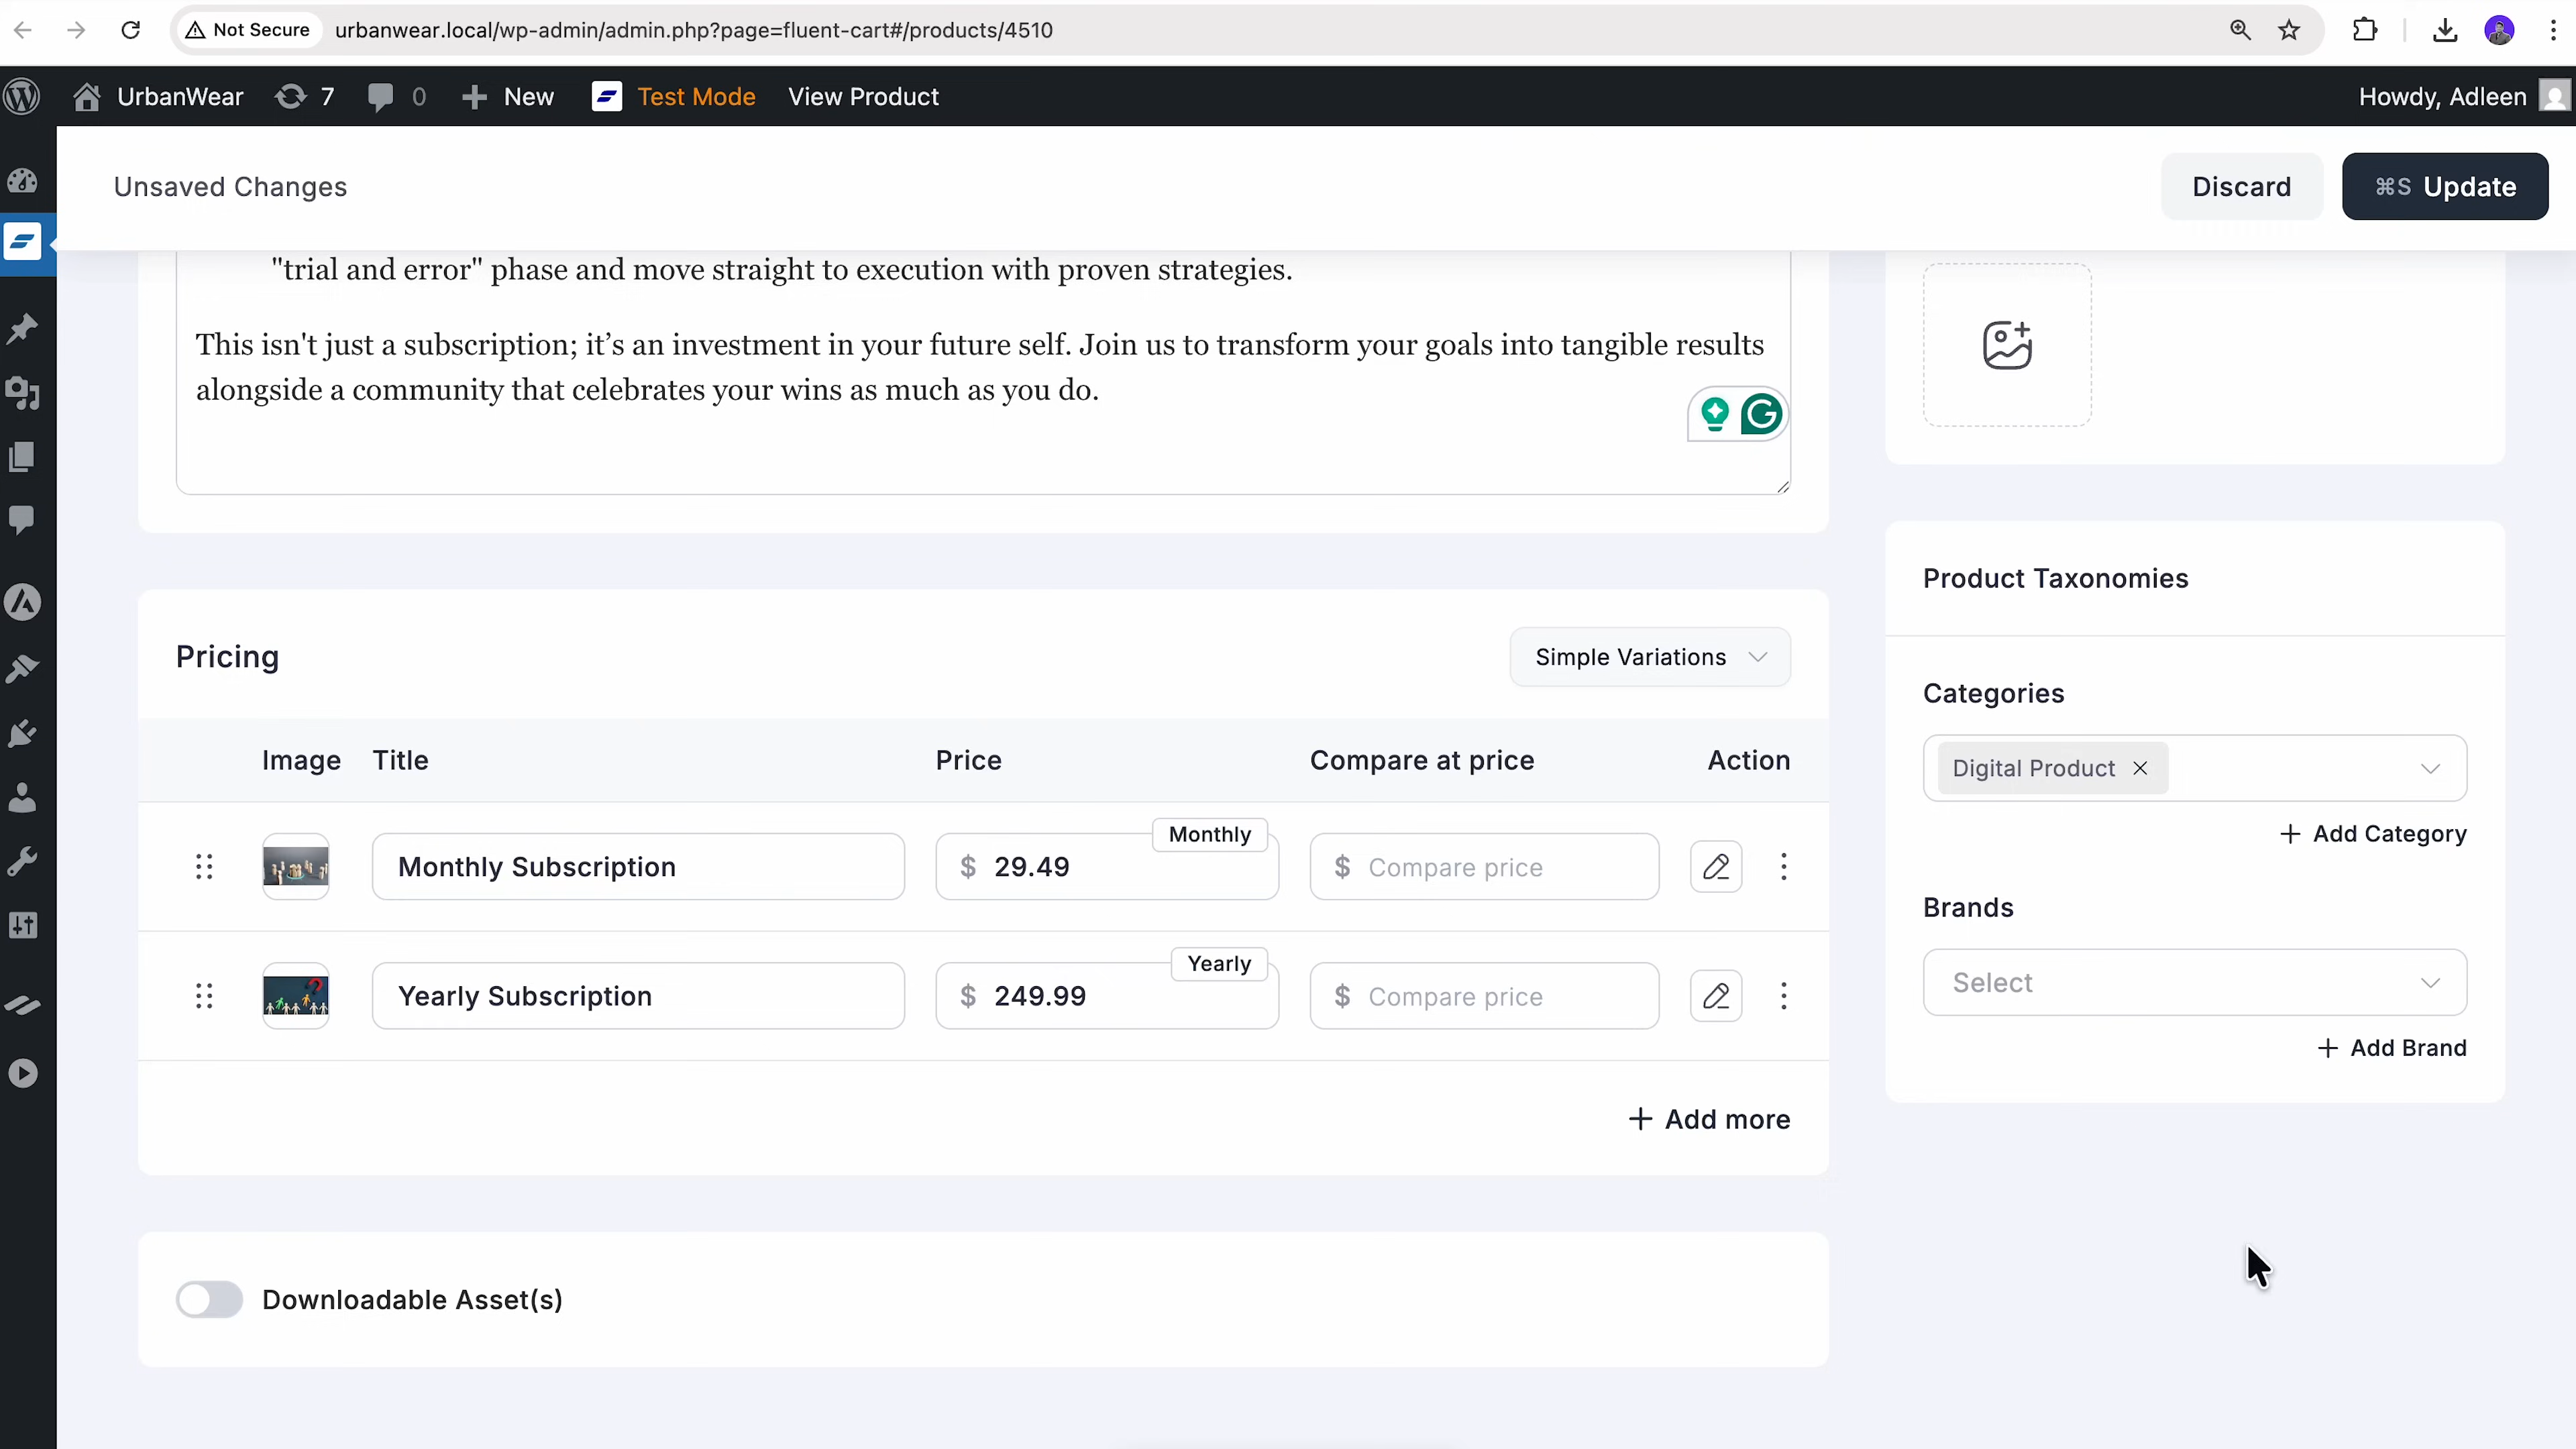 Not Secure urbanwear.local/wp-admin/admin.php?page=fluent-cart#/products/4510
UrbanWear 7 0 New Test Mode View Product Howdy, Adleen
Unsaved Changes Discard ⌘S Update
"trial and error" phase and move straight to execution with proven strategies.
This isn't just a subscription; it’s an investment in your future self. Join us to transform your goals into tangible results
alongside a community that celebrates your wins as much as you do.
Pricing Simple Variations
Image Title Price Compare at price Action
Monthly
Monthly Subscription $ 29.49 $ Compare price
Yearly
Yearly Subscription $ 249.99 $ Compare price
+ Add more
Downloadable Asset(s)
Product Taxonomies
Categories
Digital Product ×
+ Add Category
Brands
Select
+ Add Brand